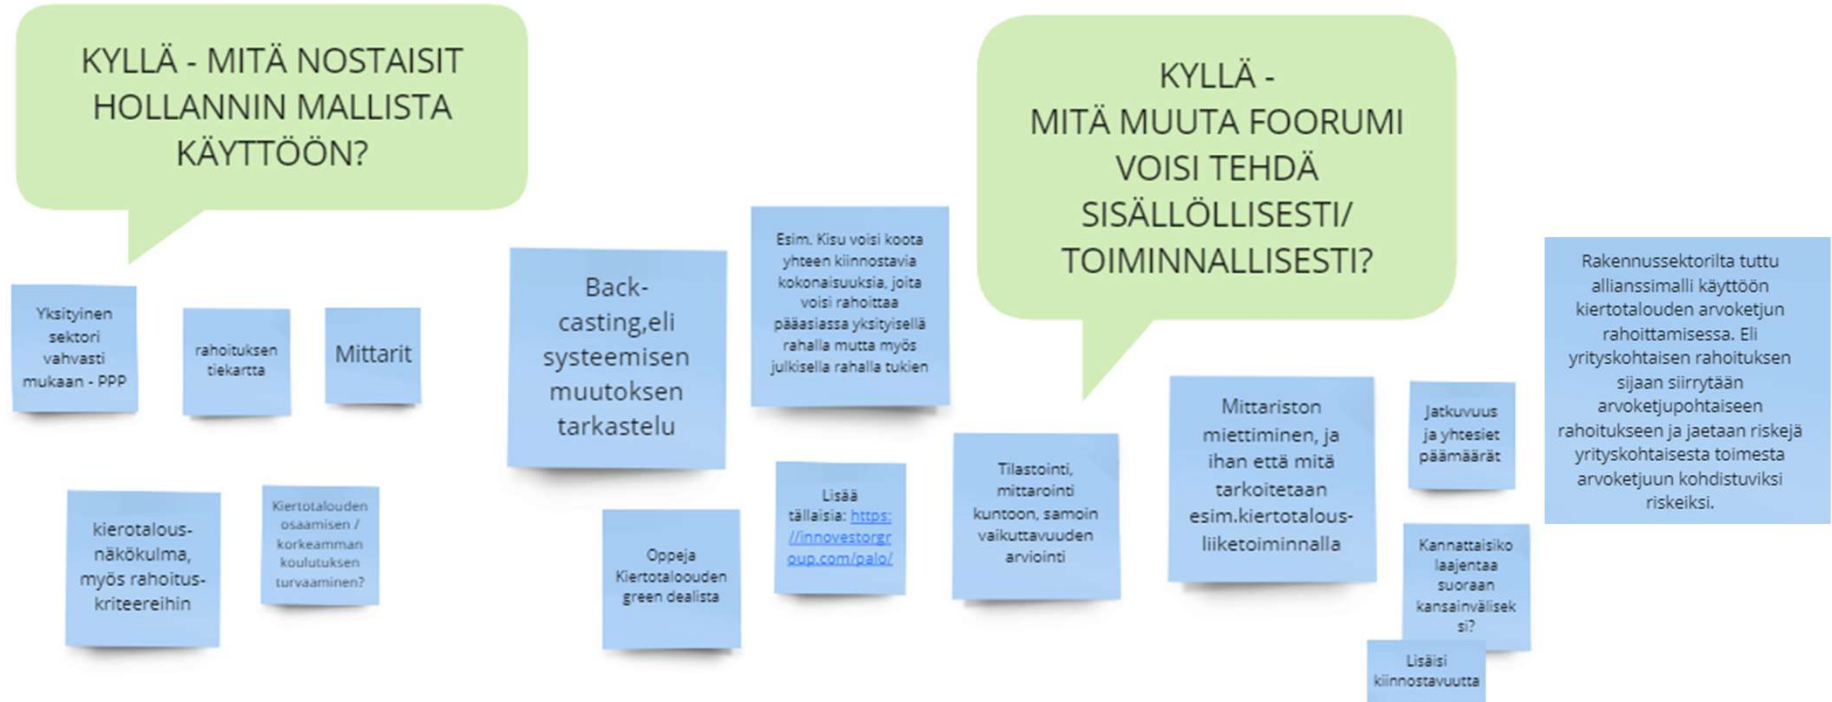 KYLLÄ - MITÄ NOSTAISIT
HOLLANNIN MALLISTA
KÄYTTÖÖN?
Yksityinen
sektori
vahvasti
mukaan - PPP
rahoituksen
tiekartta
Mittarit
kierotalous-
näkökulma,
myös rahoitus-
kriteereihin
Kiertotalouden
osaamisen /
korkeamman
koulutuksen
turvaaminen?
Back-
casting,eli
systeemisen
muutoksen
tarkastelu
Esim. Kisu voisi koota
yhteen kiinnostavia
kokonaisuuksia, joita
voisi rahoittaa
pääasiassa yksityisellä
rahalla mutta myös
julkisella rahalla tukien
Oppeja
Kiertotaloouden
green dealista
Lisää
tällaisia: https:
//innovestorgr
oup.com/palo/
KYLLÄ -
MITÄ MUUTA FOORUMI
VOISI TEHDÄ
SISÄLLÖLLISESTI/
TOIMINNALLISESTI?
Tilastointi,
mittarointi
kuntoon, samoin
vaikuttavuuden
arviointi
Mittariston
miettiminen, ja
ihan että mitä
tarkoitetaan
esim.kiertotalous-
liiketoiminnalla
Jatkuvuus
ja yhtesiet
päämäärät
Kannattaisiko
laajentaa
suoraan
kansainvälisek
si?
Lisäisi
kiinnostavuutta
Rakennussektorilta tuttu
allianssimalli käyttöön
kiertotalouden arvoketjun
rahoittamisessa. Eli
yrityskohtaisen rahoituksen
sijaan siirrytään
arvoketjupohtaiseen
rahoitukseen ja jaetaan riskejä
yrityskohtaisesta toimesta
arvoketjuun kohdistuviksi
riskeiksi.